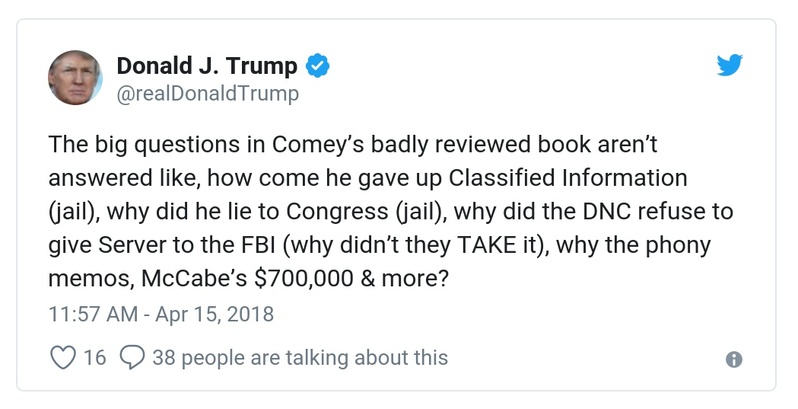 Donald J. Trump
@realDonaldTrump
The big questions in Comey’s badly reviewed book aren’t
answered like, how come he gave up Classified Information
(jail), why did he lie to Congress (jail), why did the DNC refuse to
give Server to the FBI (why didn’t they TAKE it), why the phony
memos, McCabe’s $700,000 & more?
11:57 AM - Apr 15, 2018
16 38 people are talking about this